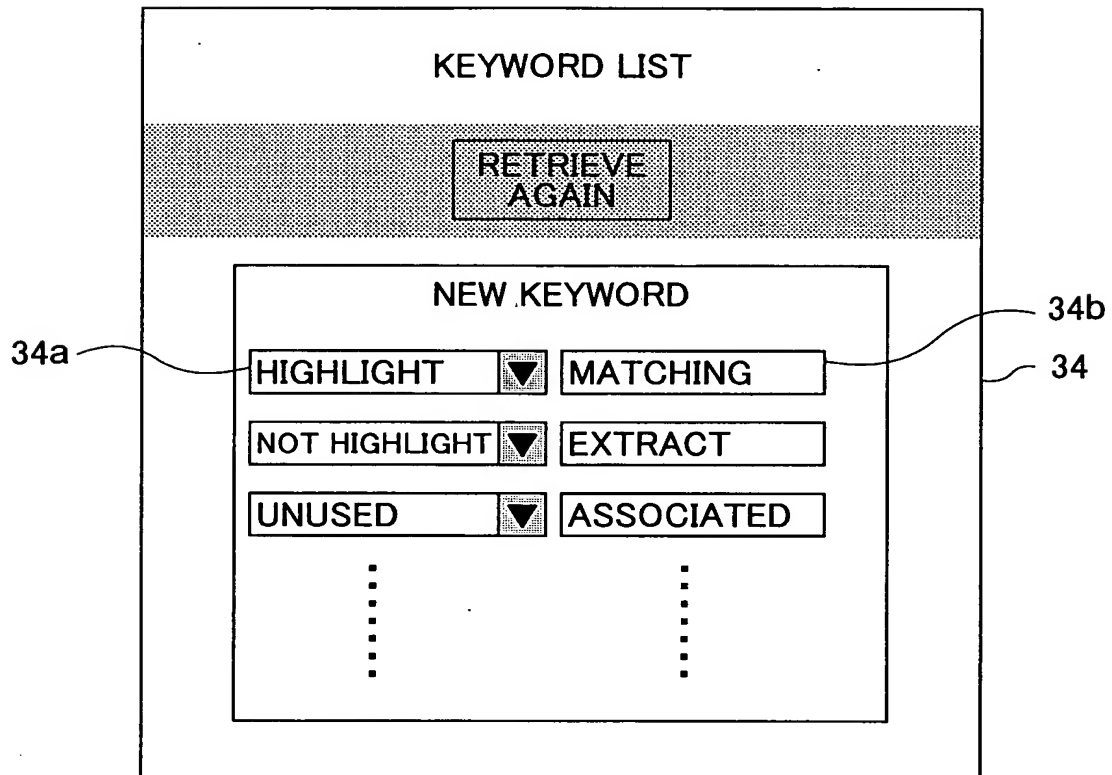 KEYWORD LIST
RETRIEVE
AGAIN
NEW KEYWORD
34a
HIGHLIGHT
MATCHING
34b
34
NOT HIGHLIGHT
EXTRACT
UNUSED
ASSOCIATED